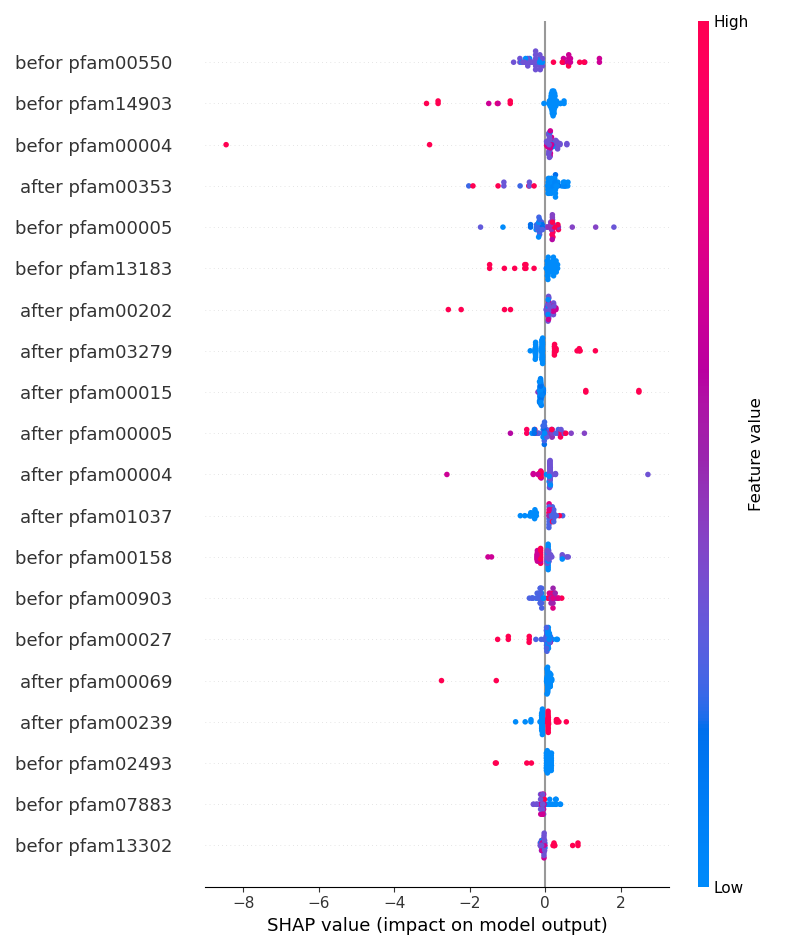 High
befor pfam00550
befor pfam14903
befor pfam00004
after pfam00353
befor pfam00005
befor pfam13183
after pfam00202
after pfam03279
after pfam00015
after pfam00005
after pfam00004
after pfam01037
befor pfam00158
befor pfam00903
befor pfam00027
after pfam00069
after pfam00239
befor pfam02493
befor pfam07883
befor pfam13302
Feature value
Low
−8 −6 −4 −2 0 2
SHAP value (impact on model output)